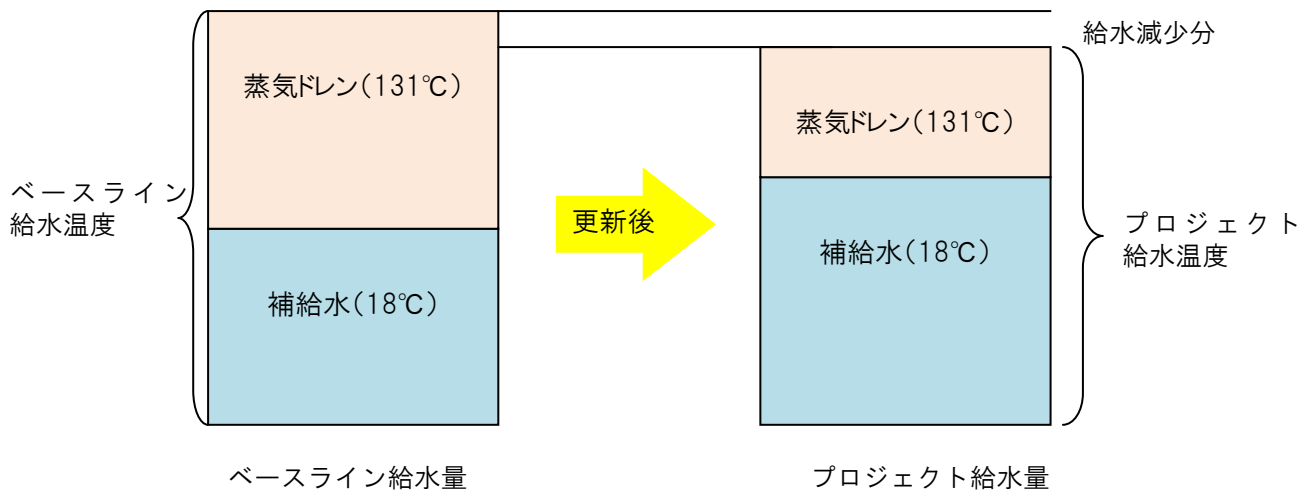 給水減少分
蒸気ドレン(131℃)
蒸気ドレン(131℃)
ベースライン
給水温度
更新後
プロジェクト
給水温度
補給水(18℃)
補給水(18℃)
ベースライン給水量
プロジェクト給水量